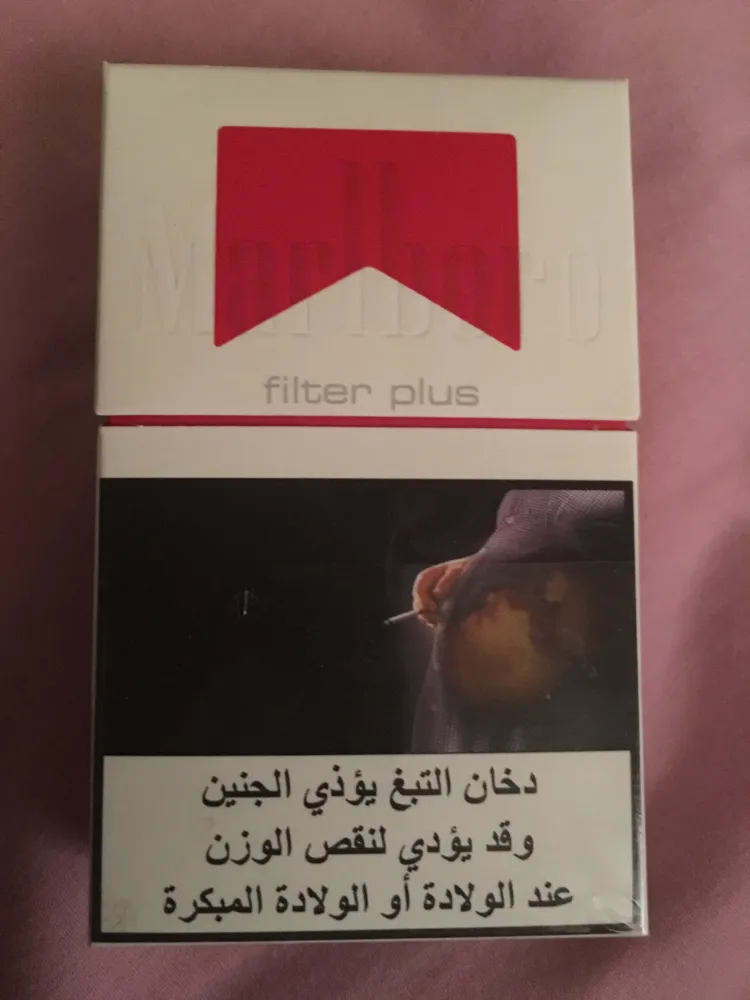 Marlboro
filter plus
دخان التبغ يؤذي الجنين
وقد يؤدي لنقص الوزن
عند الولادة أو الولادة المبكرة